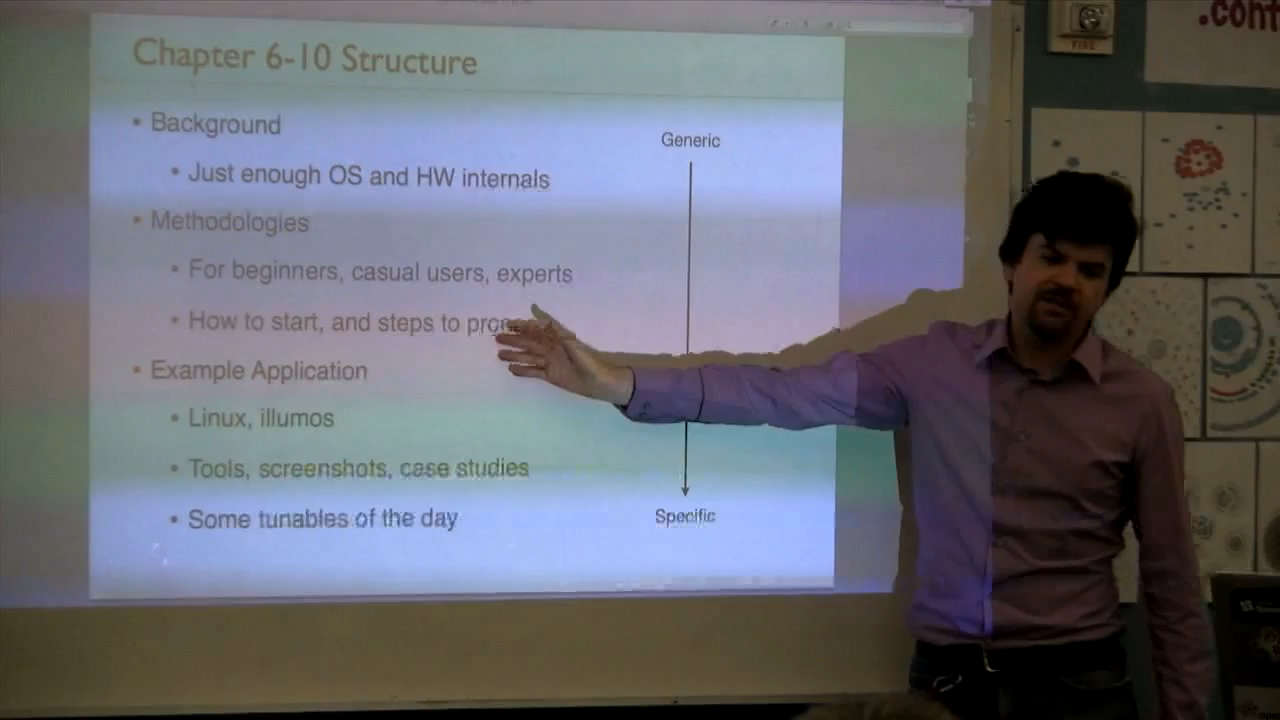 Chapter 6-10 Structure
• Background
• Just enough OS and HW internals
• Methodologies
• For beginners, casual users, experts
• How to start, and steps to
• Example Application
• Linux, illumos
• Tools, screenshots, case studies
• Some tunables of the day
Generic
Specific
FIRE